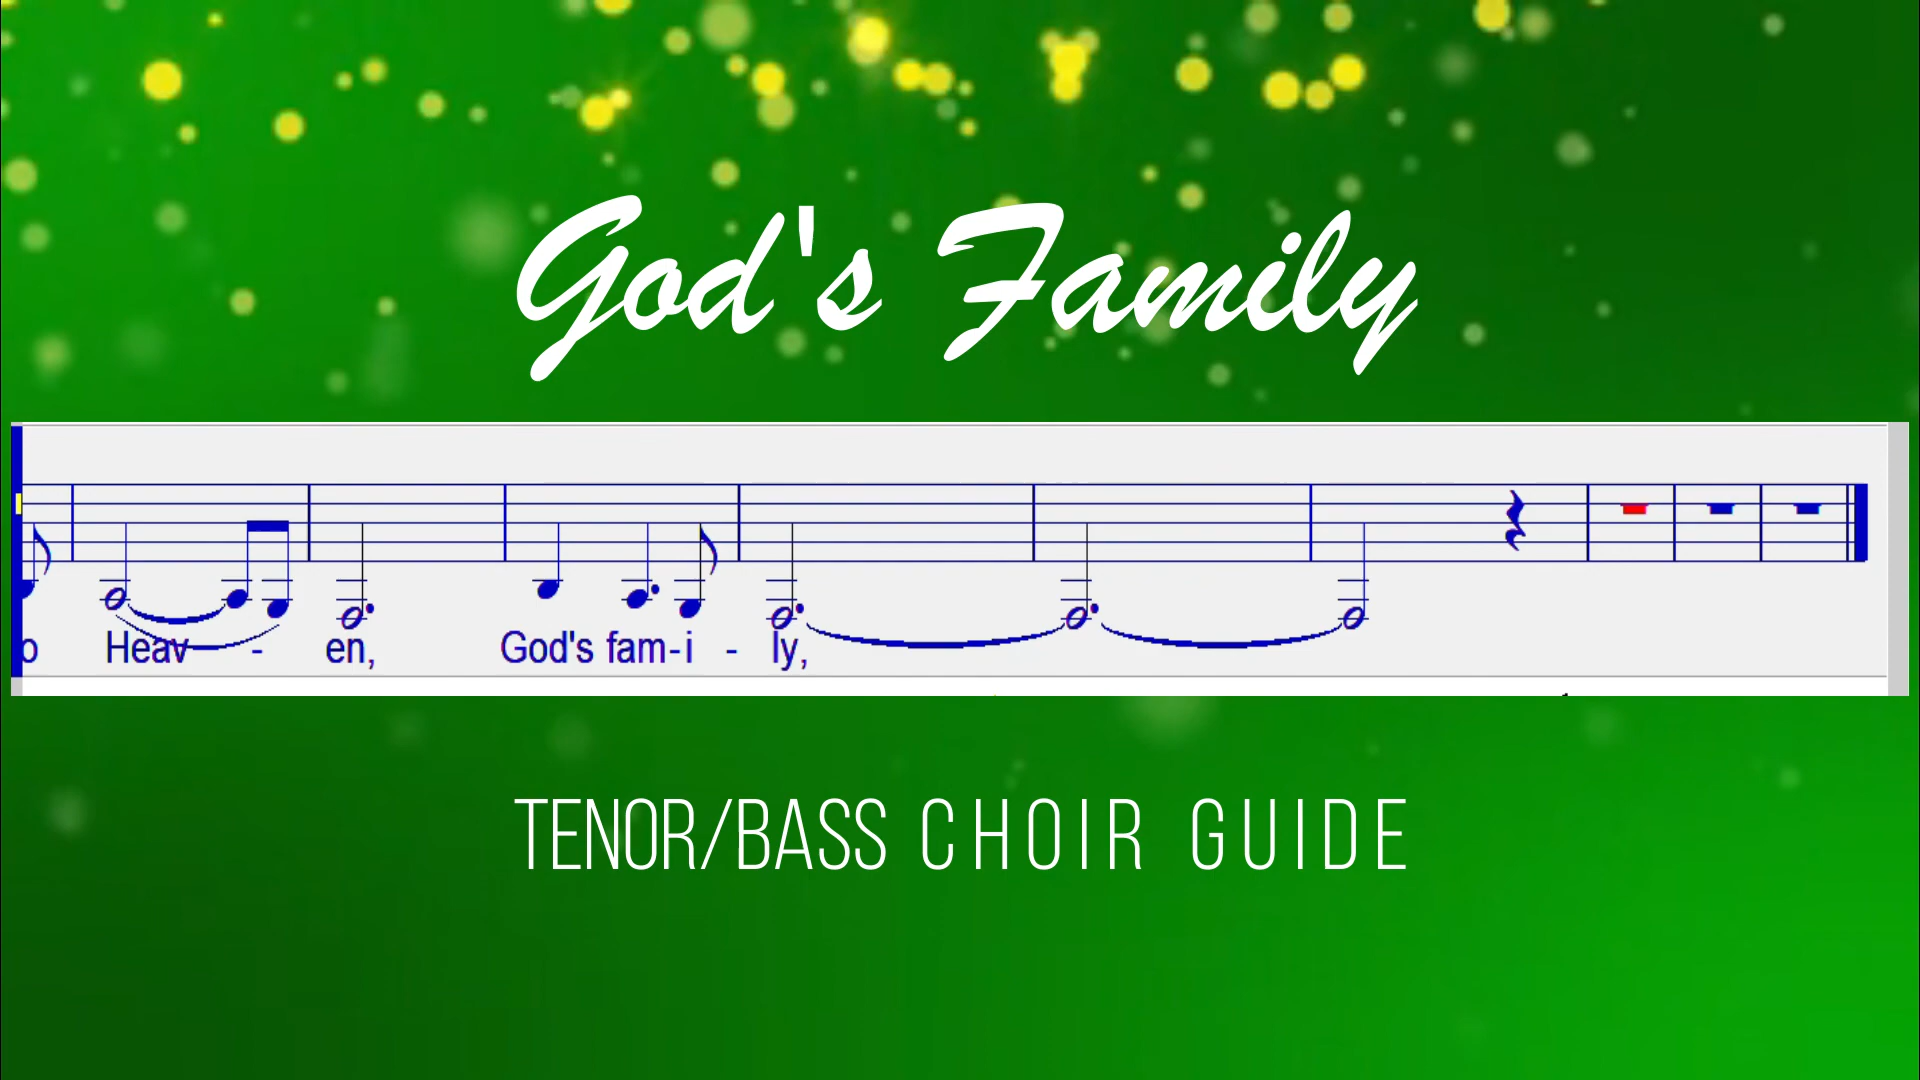 God's Family
o Heav - en, God's fam-i - ly,
TENOR/BASS CHOIR GUIDE